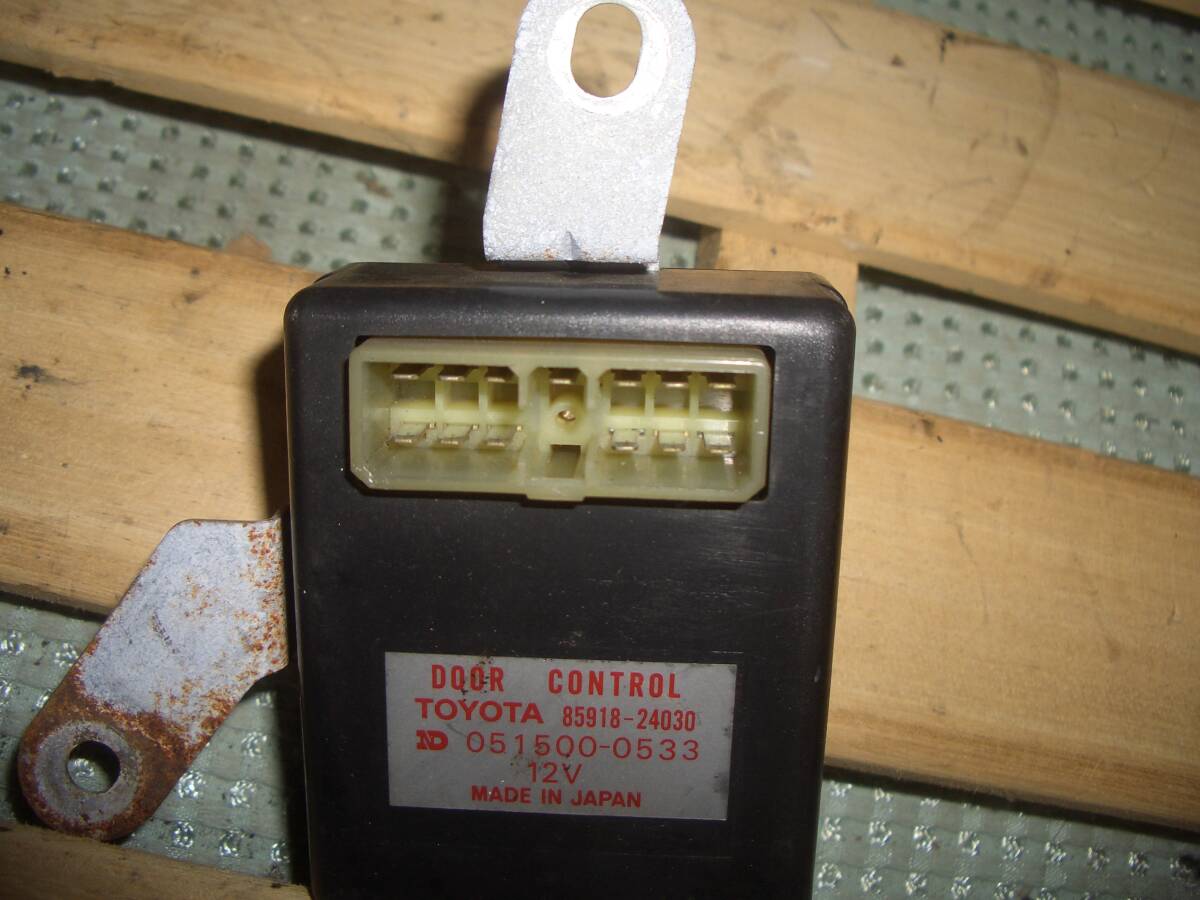 DOOR CONTROL
TOYOTA 85918-24030
ND 051500-0533
12V
MADE IN JAPAN